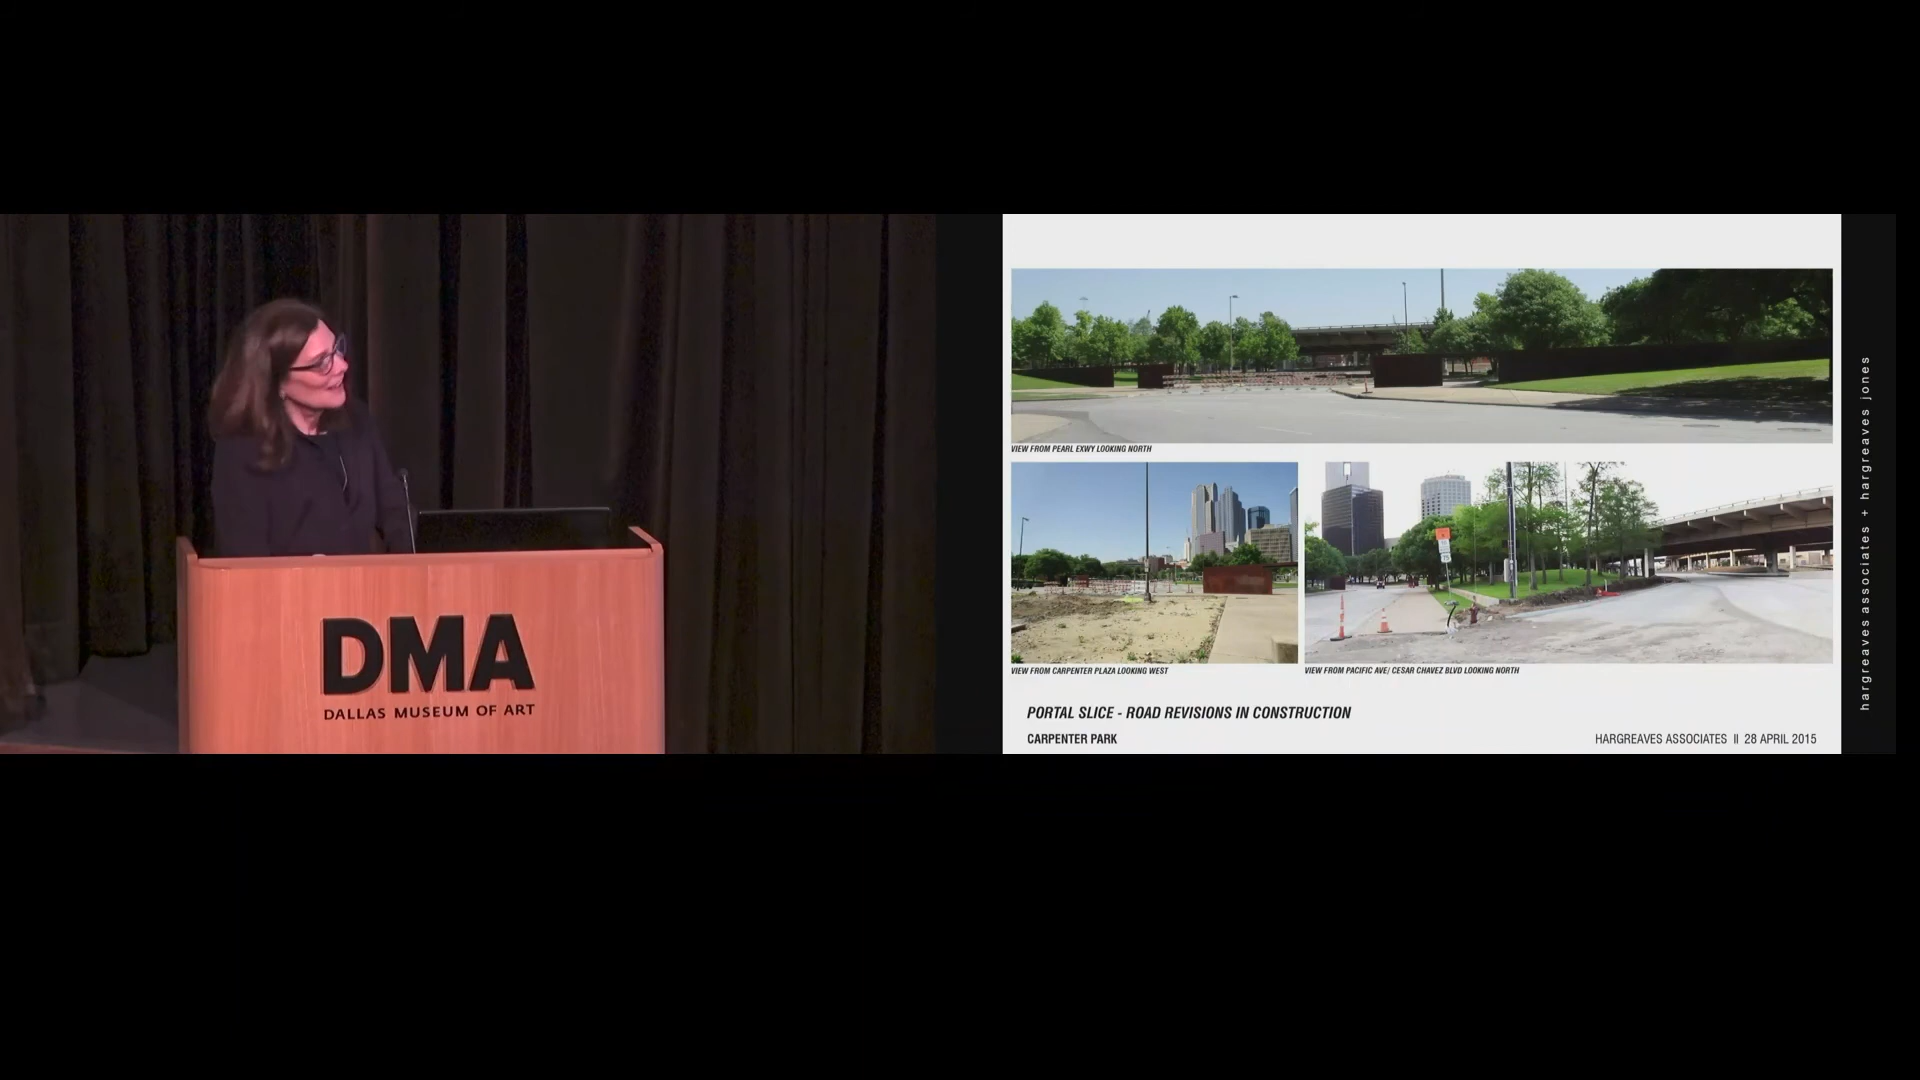 DMA
DALLAS MUSEUM OF ART
VIEW FROM PEARL EXWY LOOKING NORTH
VIEW FROM CARPENTER PLAZA LOOKING WEST
VIEW FROM PACIFIC AVE/ CESAR CHAVEZ BLVD LOOKING NORTH
PORTAL SLICE - ROAD REVISIONS IN CONSTRUCTION
CARPENTER PARK
HARGREAVES ASSOCIATES II 28 APRIL 2015
hargreaves associates + hargreaves jones